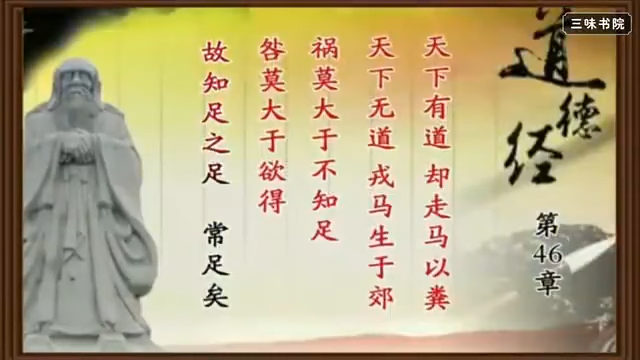 三味书院
道德经
第46章
天下有道 却走马以粪
天下无道 戎马生于郊
祸莫大于不知足
咎莫大于欲得
故知足之足 常足矣